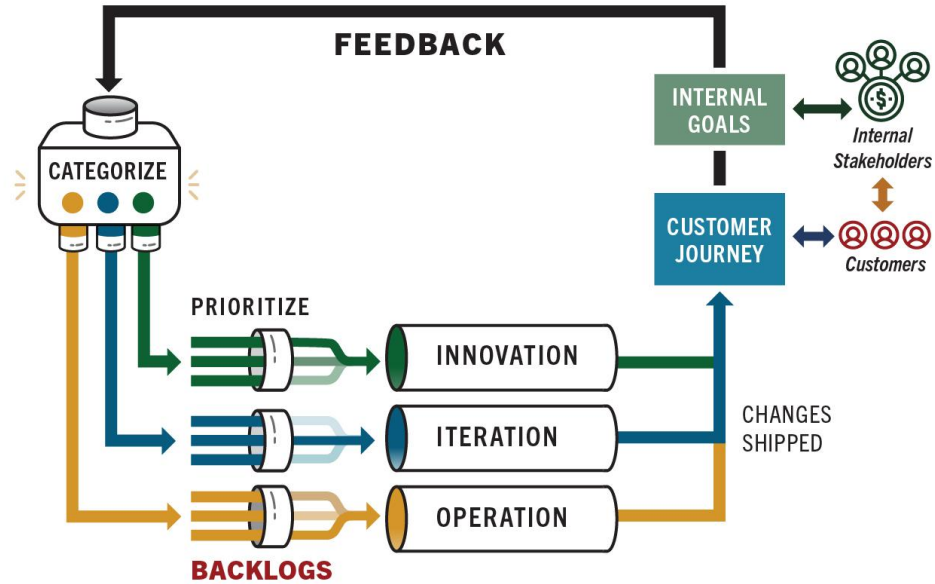 FEEDBACK
CATEGORIZE
INTERNAL
GOALS
Internal
Stakeholders
CUSTOMER
JOURNEY
Customers
PRIORITIZE
INNOVATION
ITERATION
CHANGES
SHIPPED
OPERATION
BACKLOGS
$